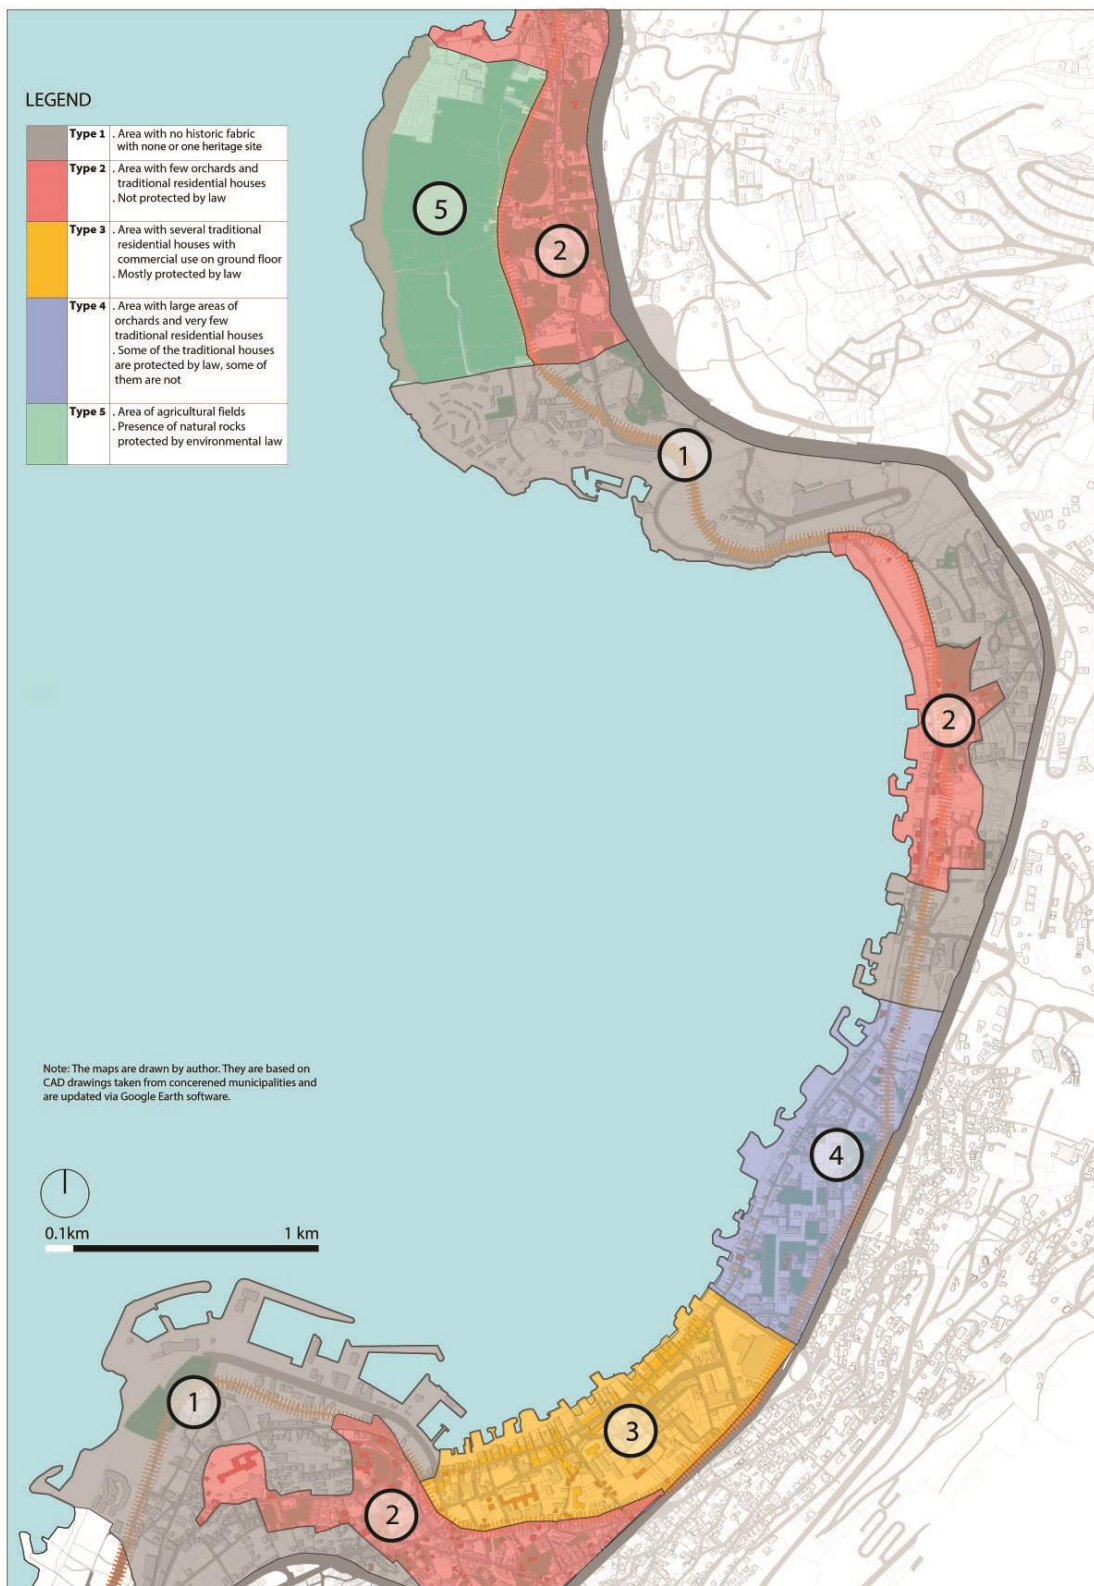 LEGEND
Type 1 . Area with no historic fabric
with none or one heritage site
Type 2 . Area with few orchards and
traditional residential houses
. Not protected by law
Type 3 . Area with several traditional
residential houses with
commercial use on ground floor
. Mostly protected by law
Type 4 . Area with large areas of
orchards and very few
traditional residential houses
. Some of the traditional houses
are protected by law, some of
them are not
Type 5 . Area of agricultural fields
. Presence of natural rocks
protected by environmental law
5
2
1
2
Note: The maps are drawn by author. They are based on
CAD drawings taken from concerened municipalities and
are updated via Google Earth software.
4
0.1km 1 km
1
3
2